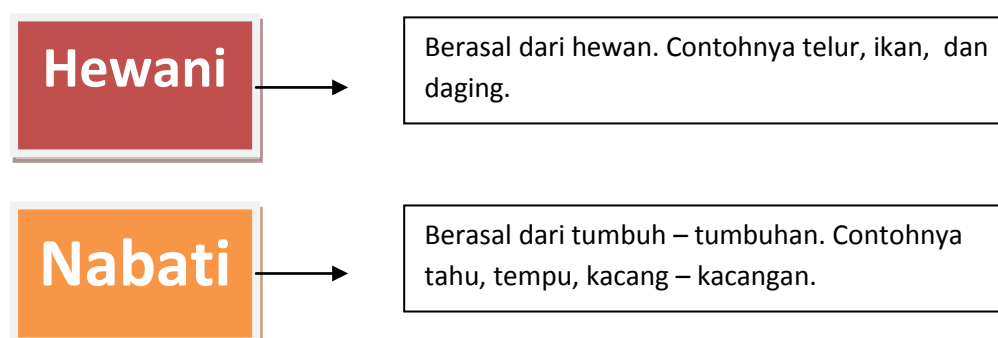 Hewani
Berasal dari hewan. Contohnya telur, ikan, dan
daging.
Nabati
Berasal dari tumbuh – tumbuhan. Contohnya
tahu, tempu, kacang – kacangan.